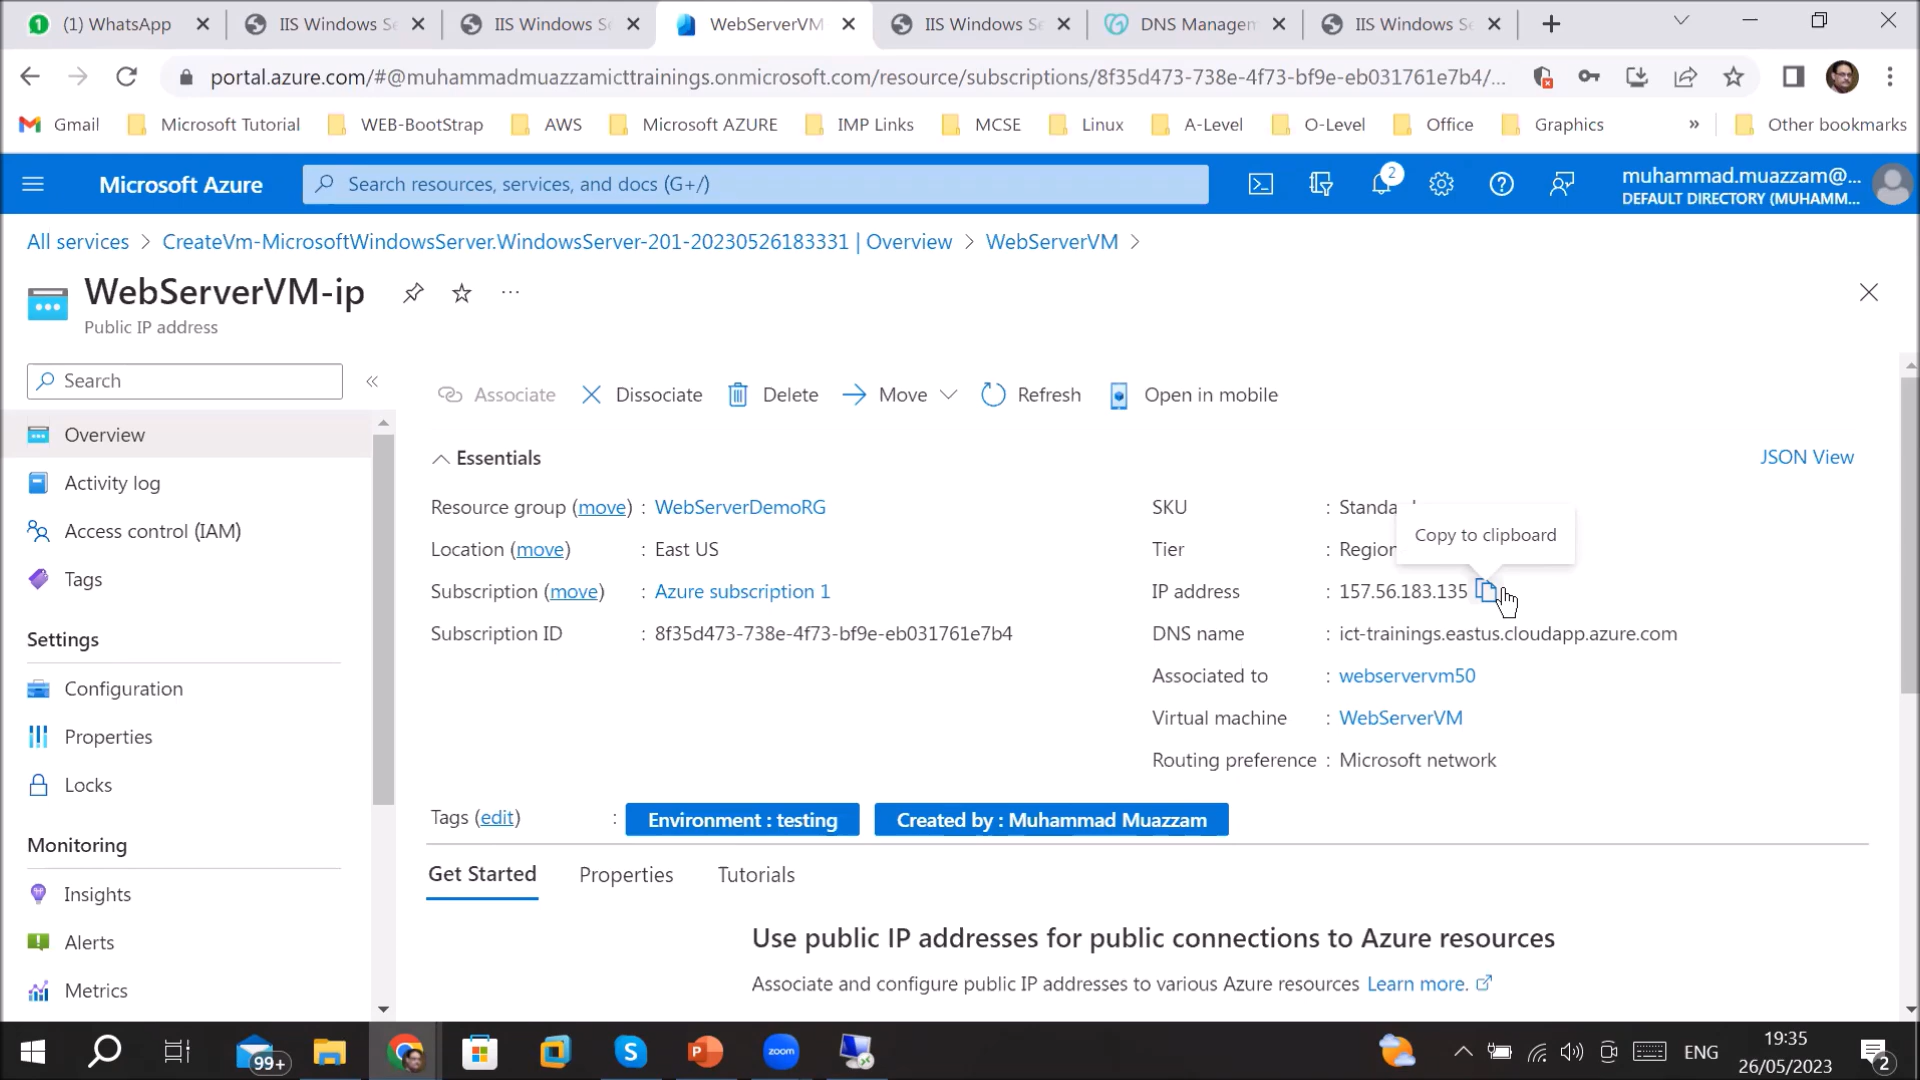 (1) WhatsApp
IIS Windows Se
IIS Windows Se
WebServerVM-
IIS Windows Se
DNS Managem
IIS Windows Se
portal.azure.com/#@muhammadmuazzamicttrainings.onmicrosoft.com/resource/subscriptions/8f35d473-738e-4f73-bf9e-eb031761e7b4/...
Gmail
Microsoft Tutorial
WEB-BootStrap
AWS
Microsoft AZURE
IMP Links
MCSE
Linux
A-Level
O-Level
Office
Graphics
»
Other bookmarks
Microsoft Azure
Search resources, services, and docs (G+/)
2
muhammad.muazzam@...
DEFAULT DIRECTORY (MUHAMM...
All services > CreateVm-MicrosoftWindowsServer.WindowsServer-201-20230526183331 | Overview > WebServerVM >
WebServerVM-ip
Public IP address
Search
«
Overview
Activity log
Access control (IAM)
Tags
Settings
Configuration
Properties
Locks
Monitoring
Insights
Alerts
Metrics
Associate
Dissociate
Delete
Move
Refresh
Open in mobile
Essentials
JSON View
Resource group (move) : WebServerDemoRG
Location (move) : East US
Subscription (move) : Azure subscription 1
Subscription ID : 8f35d473-738e-4f73-bf9e-eb031761e7b4
SKU : Standa
Tier : Region
Copy to clipboard
IP address : 157.56.183.135
DNS name : ict-trainings.eastus.cloudapp.azure.com
Associated to : webservervm50
Virtual machine : WebServerVM
Routing preference : Microsoft network
Tags (edit) : Environment : testing Created by : Muhammad Muazzam
Get Started
Properties
Tutorials
Use public IP addresses for public connections to Azure resources
Associate and configure public IP addresses to various Azure resources Learn more.
99+
zoom
ENG
19:35
26/05/2023
2